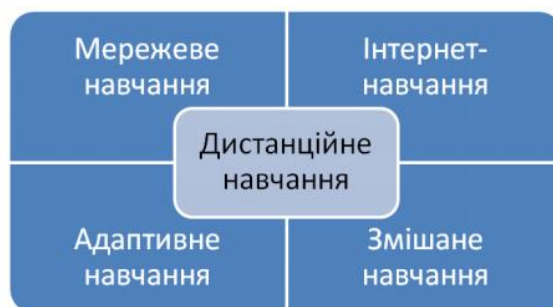 Мережеве
навчання
Інтернет-
навчання
Дистанційне
навчання
Адаптивне
навчання
Змішане
навчання